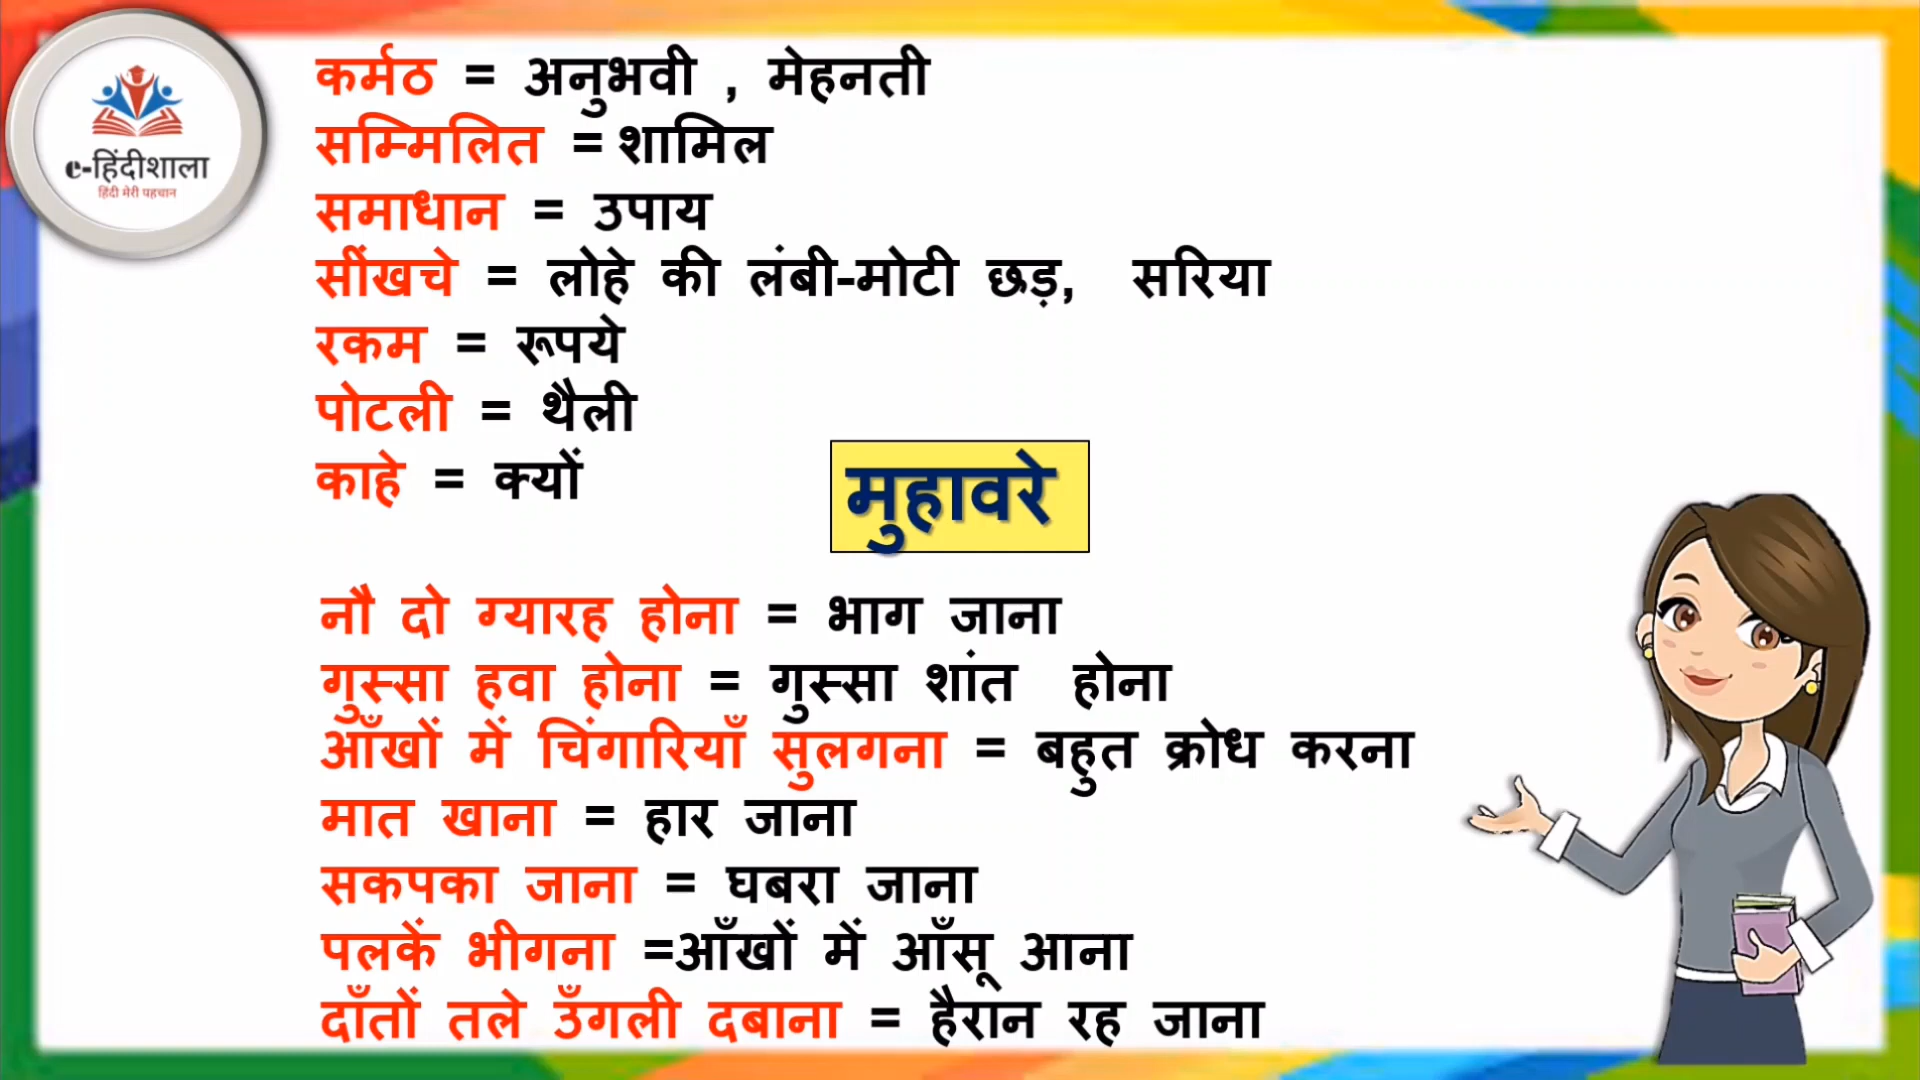 e-हिंदीशाला
हिंदी मेरी पहचान
कर्मठ = अनुभवी , मेहनती
सम्मिलित = शामिल
समाधान = उपाय
सींखचे = लोहे की लंबी-मोटी छड़, सरिया
रकम = रूपये
पोटली = थैली
काहे = क्यों
मुहावरे
नौ दो ग्यारह होना = भाग जाना
गुस्सा हवा होना = गुस्सा शांत होना
आँखों में चिंगारियाँ सुलगना = बहुत क्रोध करना
मात खाना = हार जाना
सकपका जाना = घबरा जाना
पलकें भीगना =आँखों में आँसू आना
दाँतों तले उँगली दबाना = हैरान रह जाना